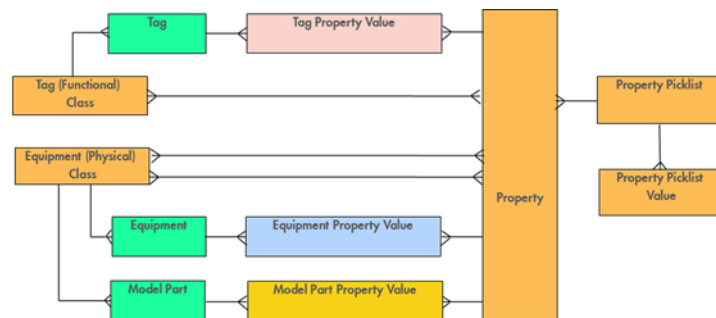 Tag
Tag Property Value
Tag (Functional)
Class
Property Picklist
Equipment (Physical)
Class
Property
Property Picklist
Value
Equipment
Equipment Property Value
Model Part
Model Part Property Value